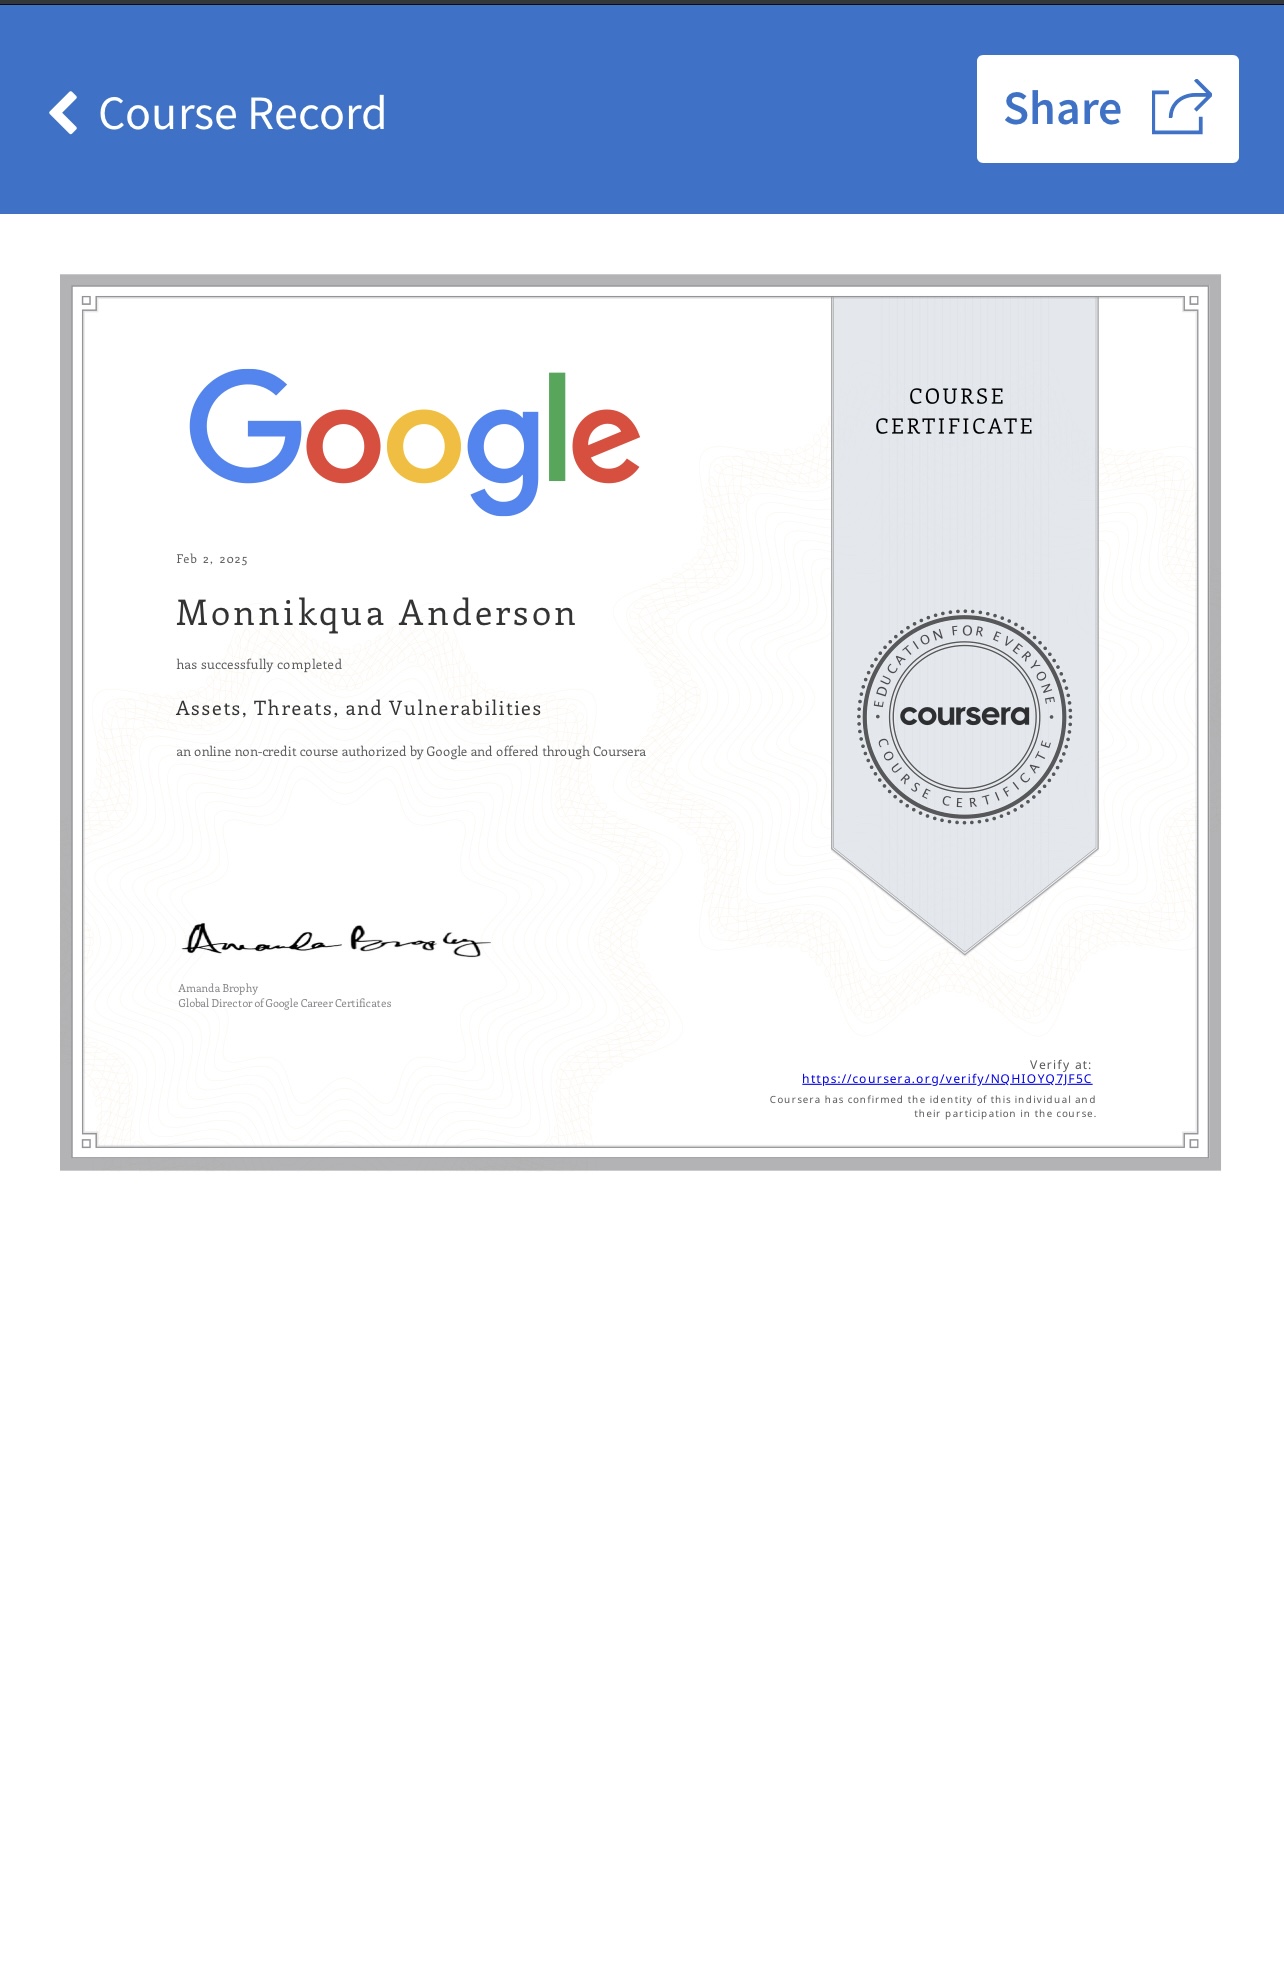 Course Record
Share
Google
COURSE
CERTIFICATE
Feb 2, 2025
Monnikqua Anderson
has successfully completed
Assets, Threats, and Vulnerabilities
an online non-credit course authorized by Google and offered through Coursera
EDUCATION FOR EVERYONE
coursera
COURSE CERTIFICATE
Amanda Brophy
Amanda Brophy
Global Director of Google Career Certificates
Verify at:
https://coursera.org/verify/NQHIOYQ7JF5C
Coursera has confirmed the identity of this individual and
their participation in the course.